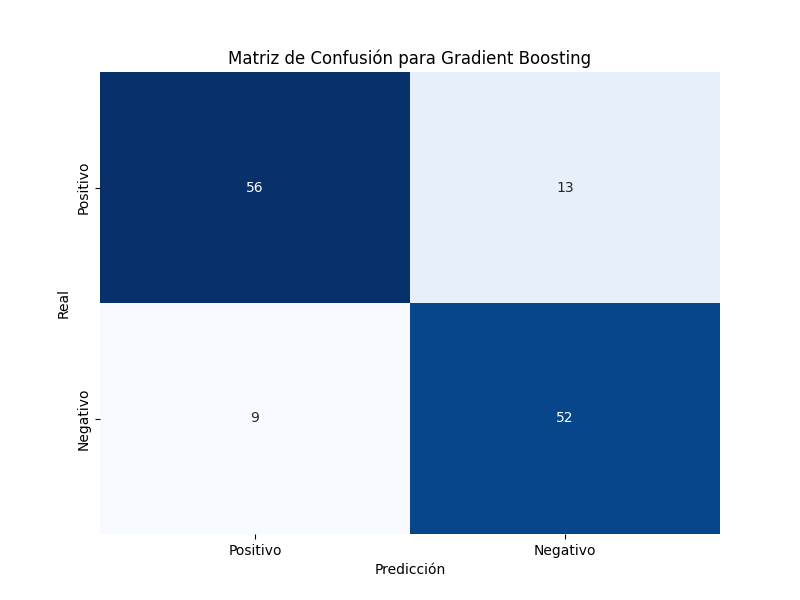 Matriz de Confusión para Gradient Boosting
Real
Positivo
56
13
Negativo
9
52
Positivo
Negativo
Predicción